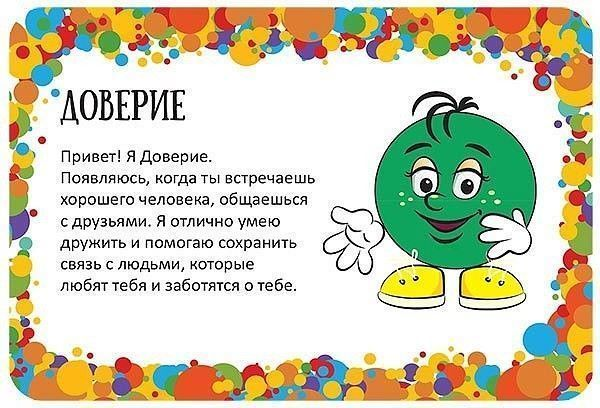 ДОВЕРИЕ
Привет! Я Доверие.
Появляюсь, когда ты встречаешь
хорошего человека, общаешься
с друзьями. Я отлично умею
дружить и помогаю сохранить
связь с людьми, которые
любят тебя и заботятся о тебе.